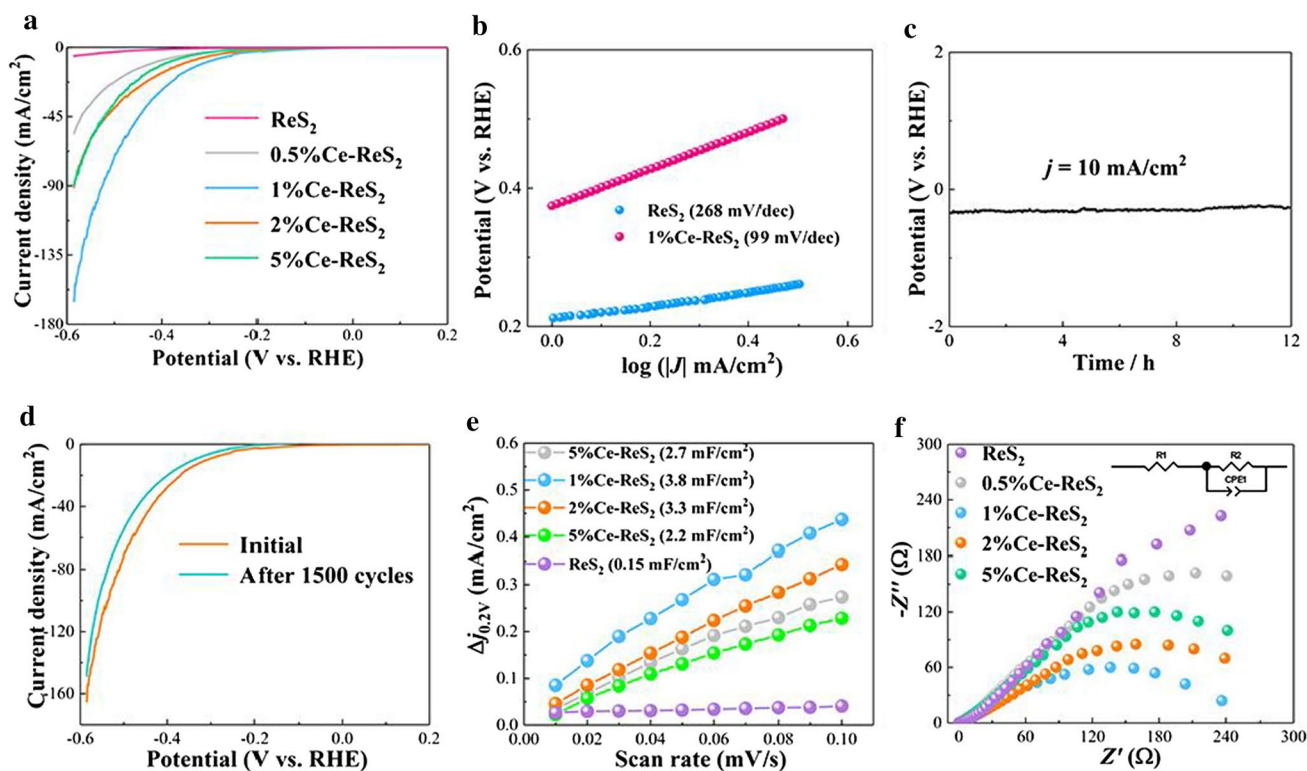 a
Current density (mA/cm²)
0
-45
-90
-135
-180
ReS₂
0.5%Ce-ReS₂
1%Ce-ReS₂
2%Ce-ReS₂
5%Ce-ReS₂
-0.6 -0.4 -0.2 0.0 0.2
Potential (V vs. RHE)
b
Potential (V vs. RHE)
0.6
0.4
0.2
ReS₂ (268 mV/dec)
1%Ce-ReS₂ (99 mV/dec)
0.0 0.2 0.4 0.6
log (|J| mA/cm²)
c
Potential (V vs. RHE)
2
0
-2
j = 10 mA/cm²
0 4 8 12
Time / h
d
Current density (mA/cm²)
0
-40
-80
120
160
Initial
After 1500 cycles
-0.6 -0.4 -0.2 0.0 0.2
Potential (V vs. RHE)
e
Δj₀.₂V (mA/cm²)
0.6
0.5
0.4
0.3
0.2
0.1
0.0
5%Ce-ReS₂ (2.7 mF/cm²)
1%Ce-ReS₂ (3.8 mF/cm²)
2%Ce-ReS₂ (3.3 mF/cm²)
5%Ce-ReS₂ (2.2 mF/cm²)
ReS₂ (0.15 mF/cm²)
0.00 0.02 0.04 0.06 0.08 0.10
Scan rate (mV/s)
f
-Z'' (Ω)
300
240
180
120
60
0
ReS₂
0.5%Ce-ReS₂
1%Ce-ReS₂
2%Ce-ReS₂
5%Ce-ReS₂
R1 R2
CPE1
0 60 120 180 240 300
Z' (Ω)